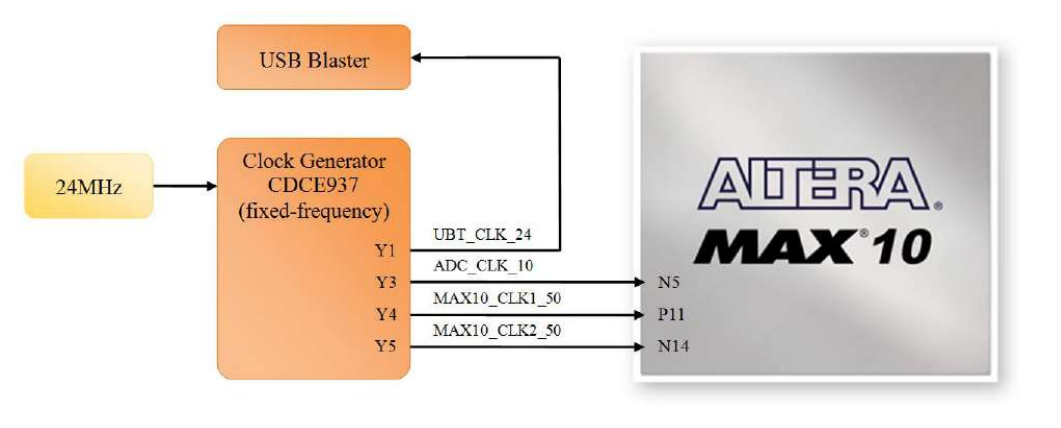 USB Blaster
24MHz
Clock Generator
CDCE937
(fixed-frequency)
Y1
UBT_CLK_24
Y3
ADC_CLK_10
N5
Y4
MAX10_CLK1_50
P11
Y5
MAX10_CLK2_50
N14
ALTERA.
MAX® 10